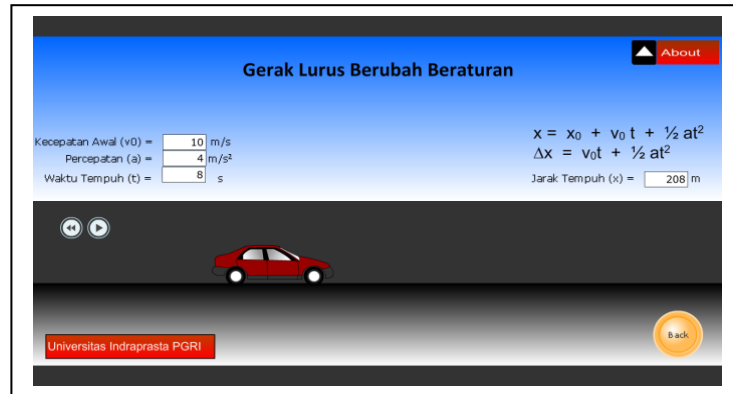 About
Gerak Lurus Berubah Beraturan
Kecepatan Awal (v0) = 10 m/s
Percepatan (a) = 4 m/s²
Waktu Tempuh (t) = 8 s
x = x₀ + v₀ t + ½ at²
Δx = v₀t + ½ at²
Jarak Tempuh (x) = 208 m
Universitas Indraprasta PGRI
Back